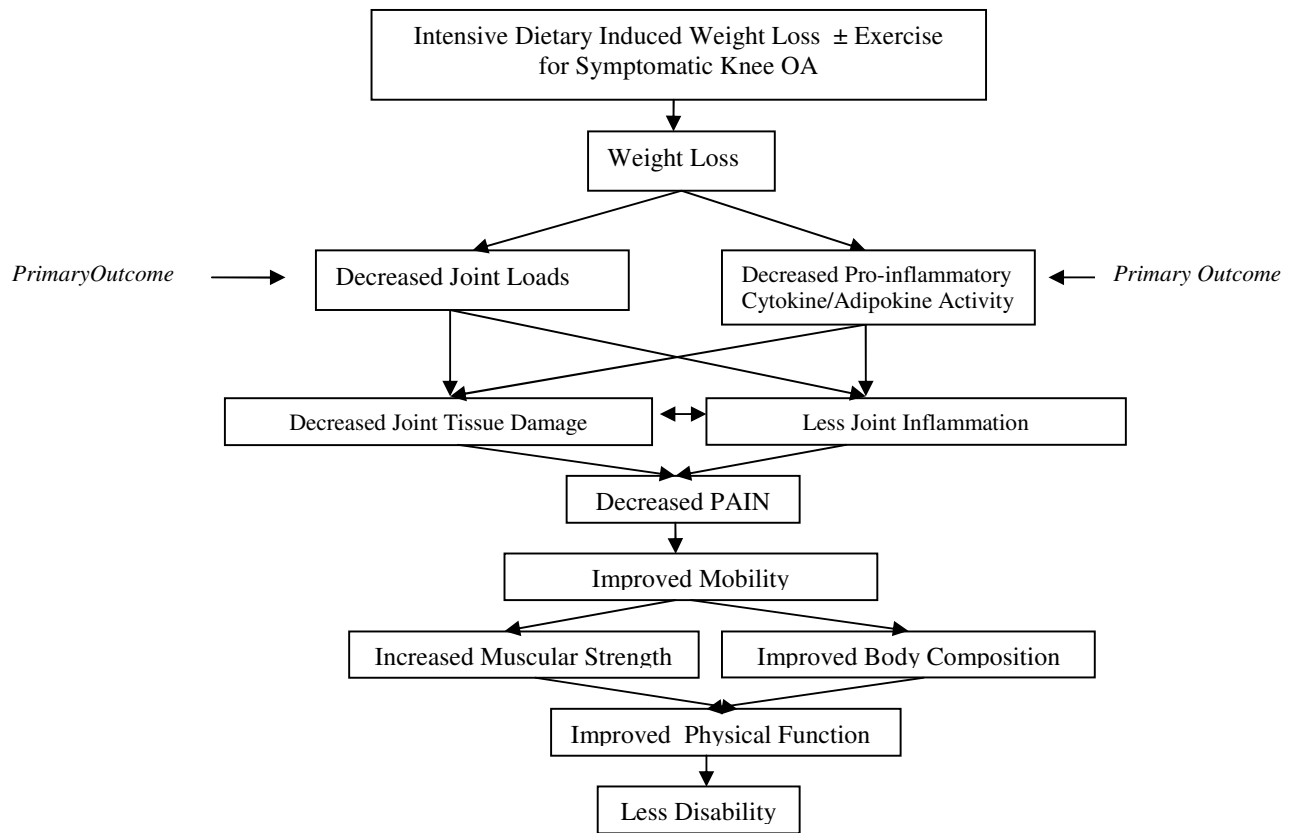 Intensive Dietary Induced Weight Loss ± Exercise
for Symptomatic Knee OA
Weight Loss
PrimaryOutcome
Decreased Joint Loads
Decreased Pro-inflammatory
Cytokine/Adipokine Activity
Primary Outcome
Decreased Joint Tissue Damage
Less Joint Inflammation
Decreased PAIN
Improved Mobility
Increased Muscular Strength
Improved Body Composition
Improved Physical Function
Less Disability